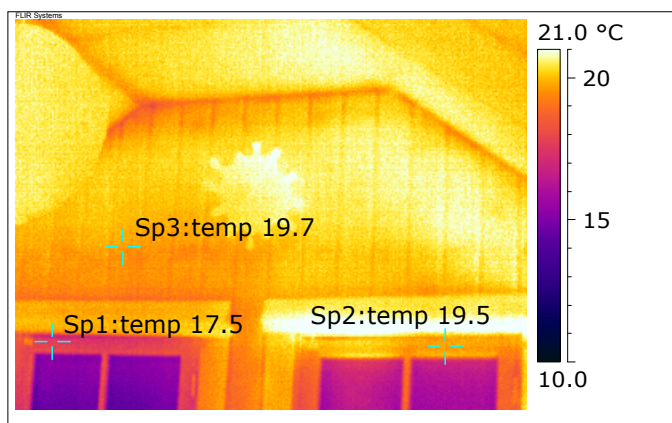 FLIR Systems
21.0 °C
20
Sp3:temp 19.7
15
Sp1:temp 17.5
Sp2:temp 19.5
10.0